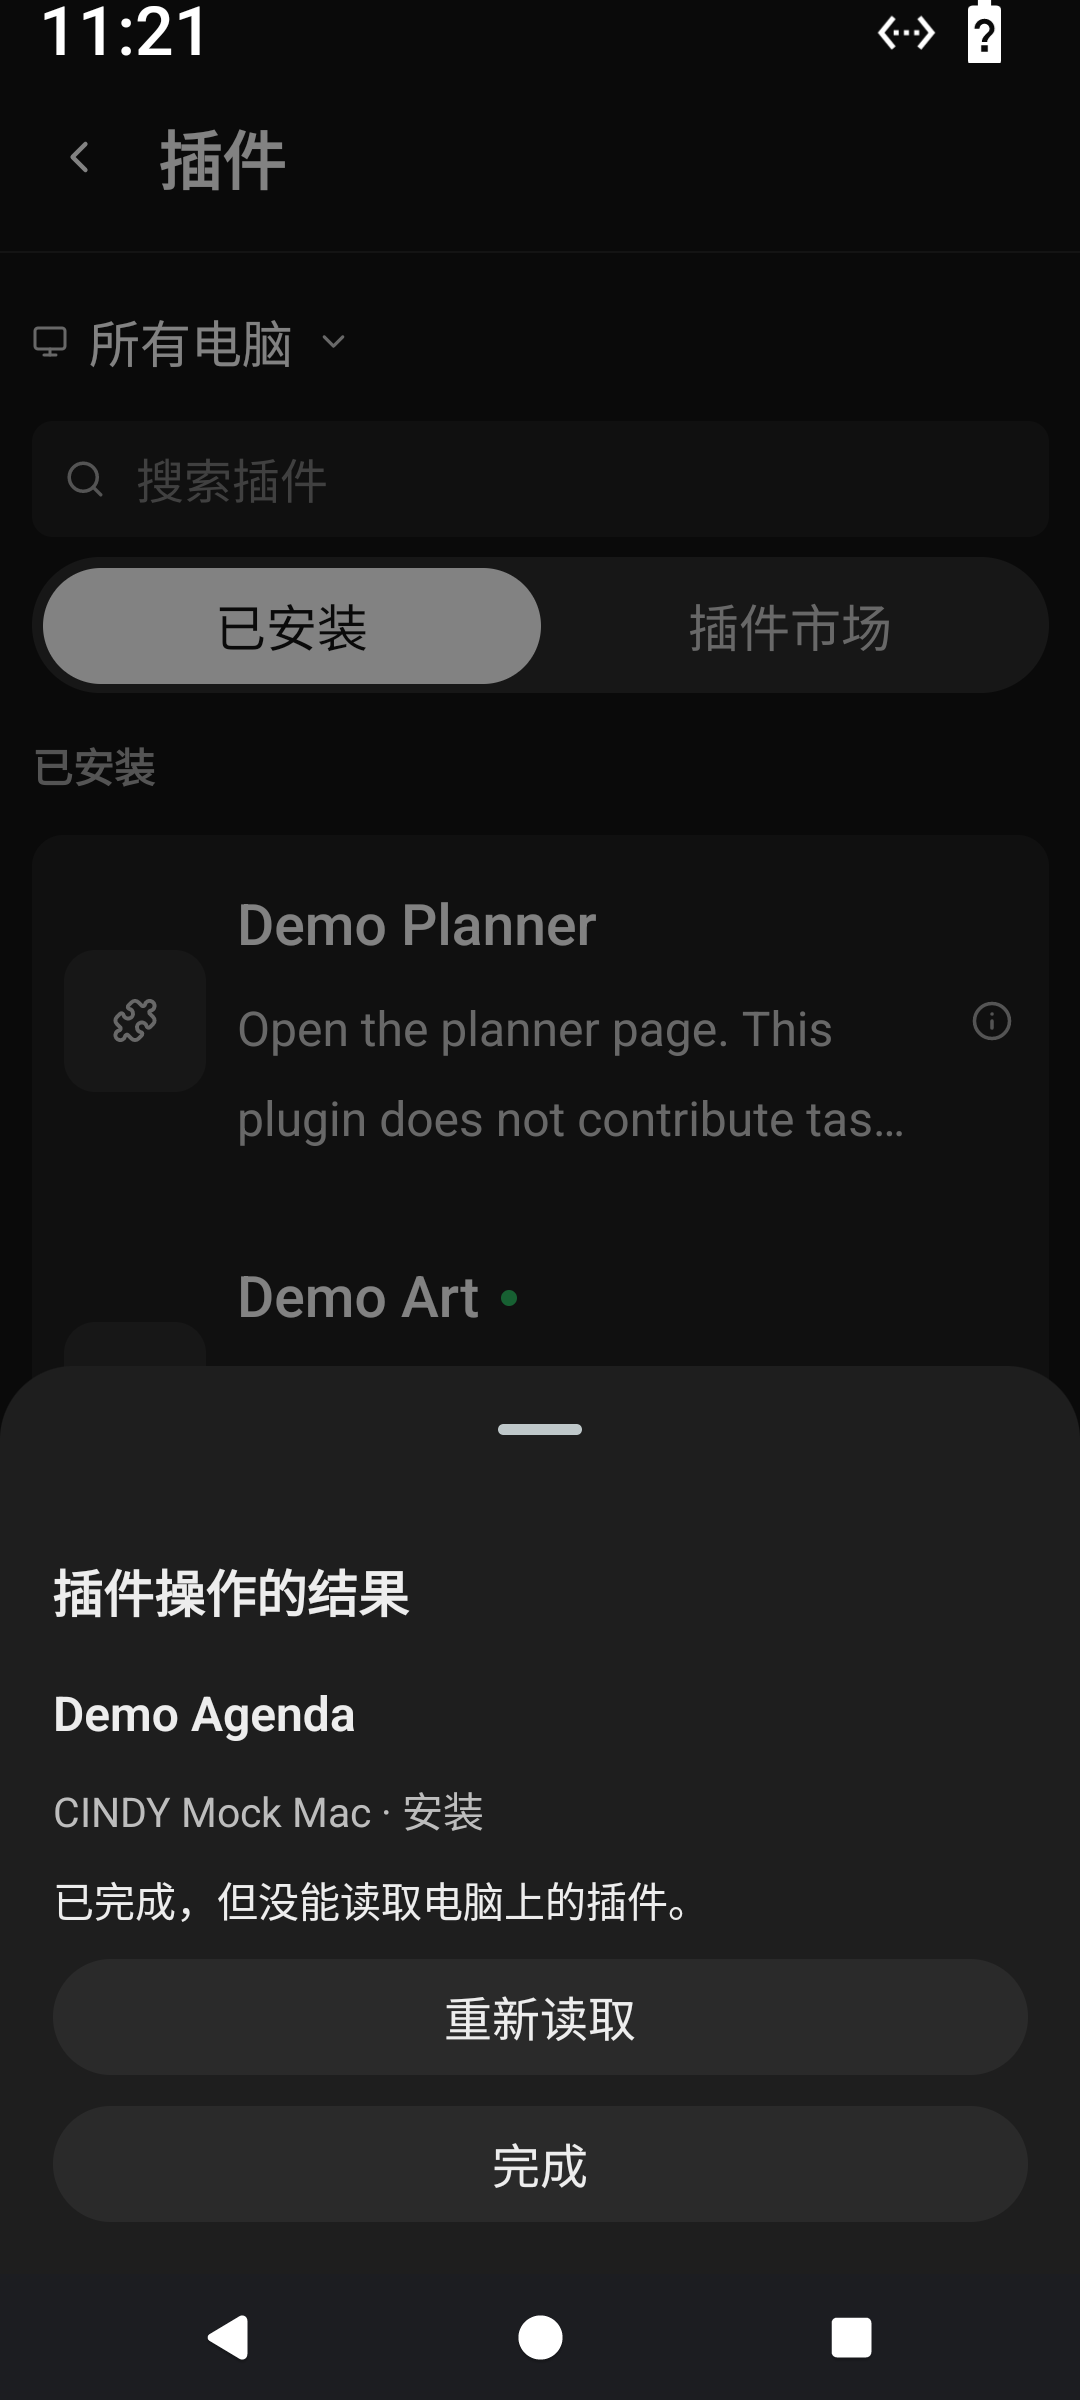 11:21
插件
所有电脑
搜索插件
已安装 插件市场
已安装
Demo Planner
Open the planner page. This
plugin does not contribute tas...
Demo Art
插件操作的结果
Demo Agenda
CINDY Mock Mac · 安装
已完成，但没能读取电脑上的插件。
重新读取
完成